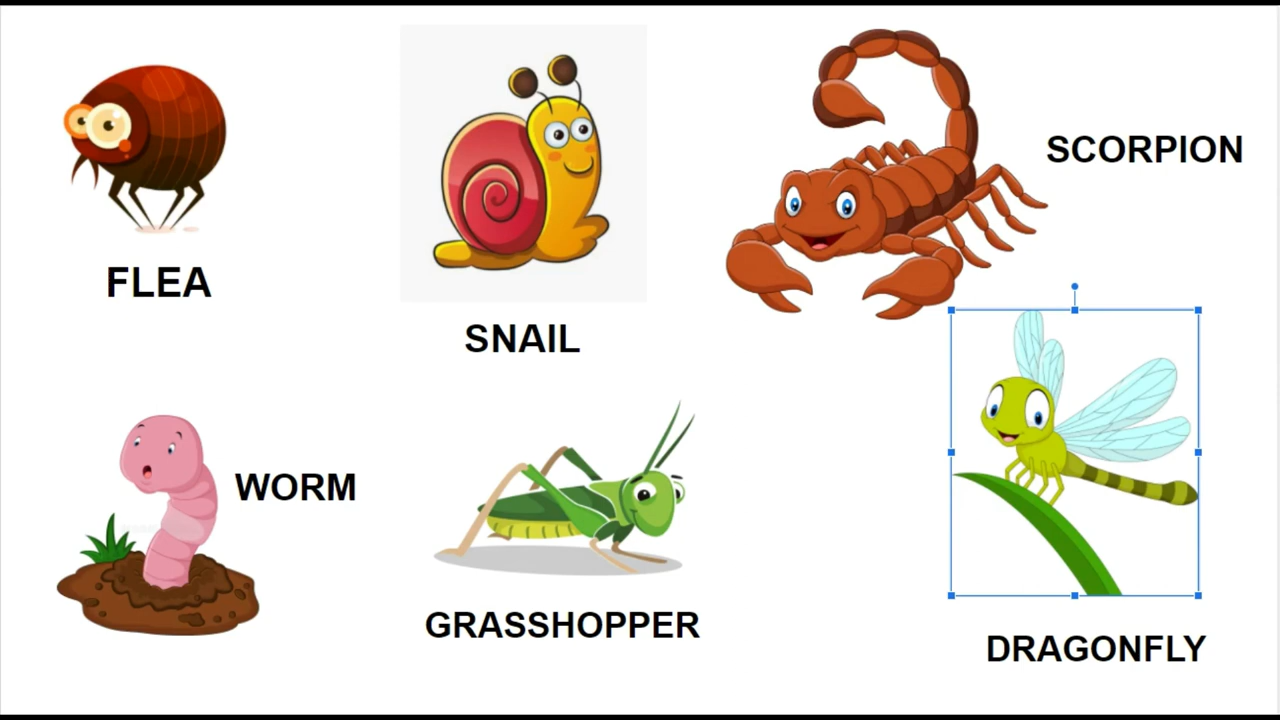 FLEA
SNAIL
SCORPION
WORM
GRASSHOPPER
DRAGONFLY